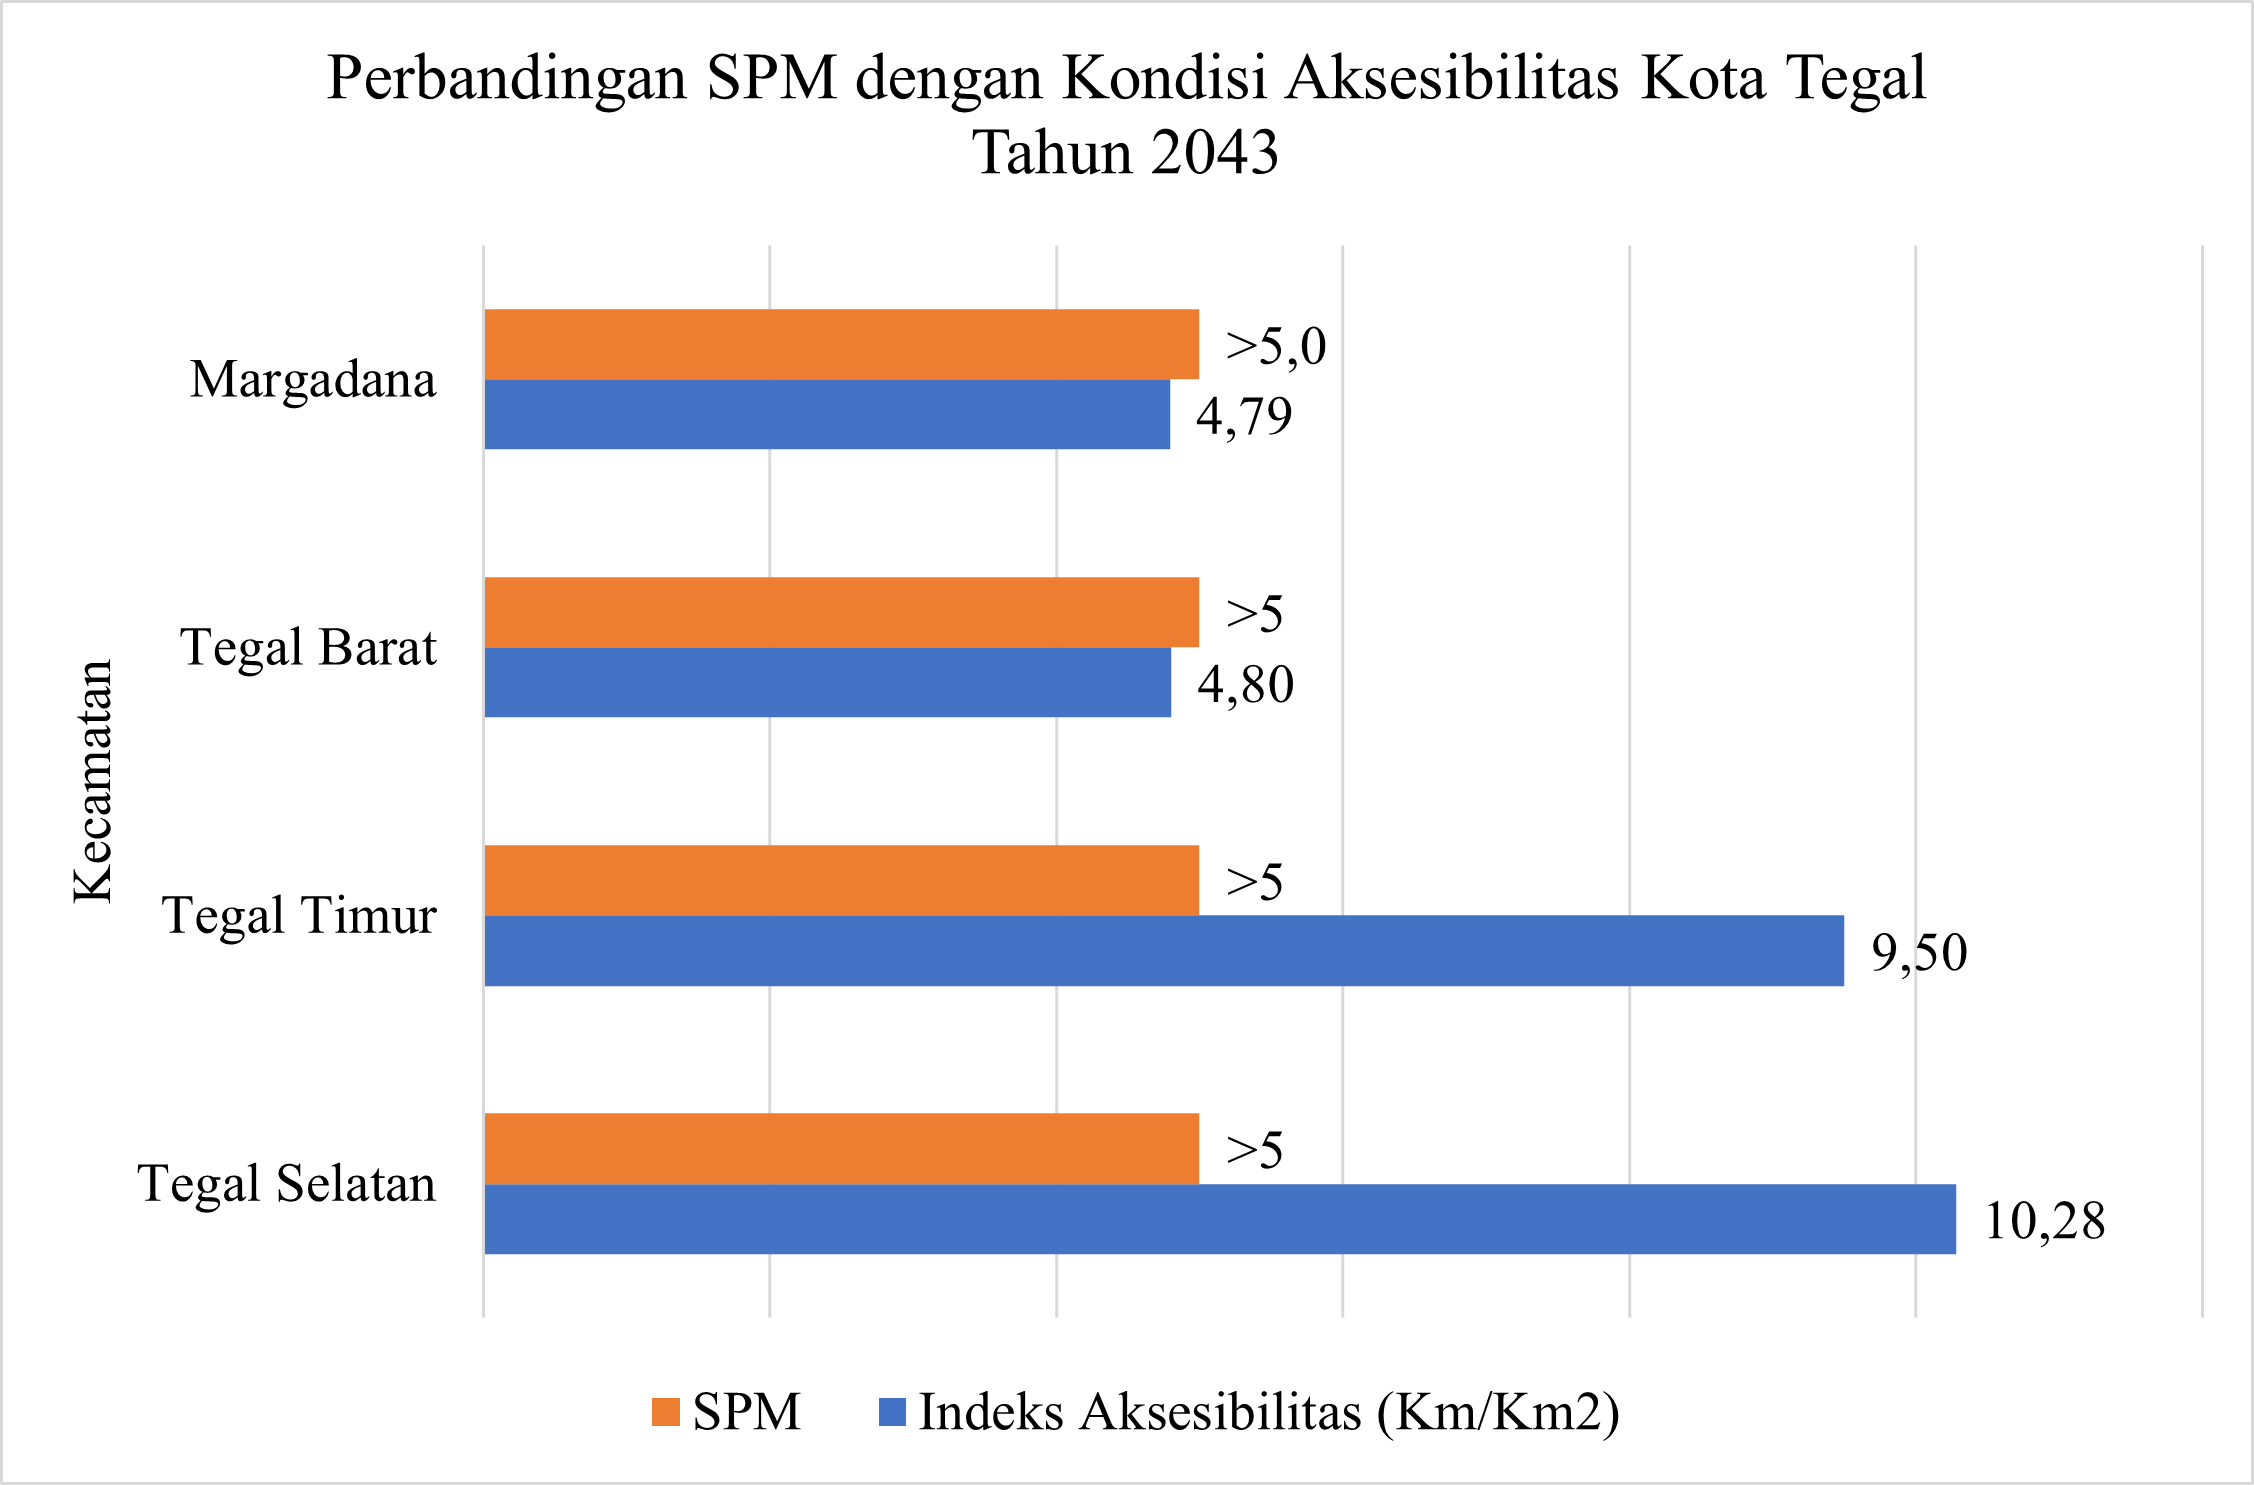 Perbandingan SPM dengan Kondisi Aksesibilitas Kota Tegal
Tahun 2043
Kecamatan
Margadana
>5,0
4,79
Tegal Barat
>5
4,80
Tegal Timur
>5
9,50
Tegal Selatan
>5
10,28
SPM
Indeks Aksesibilitas (Km/Km2)